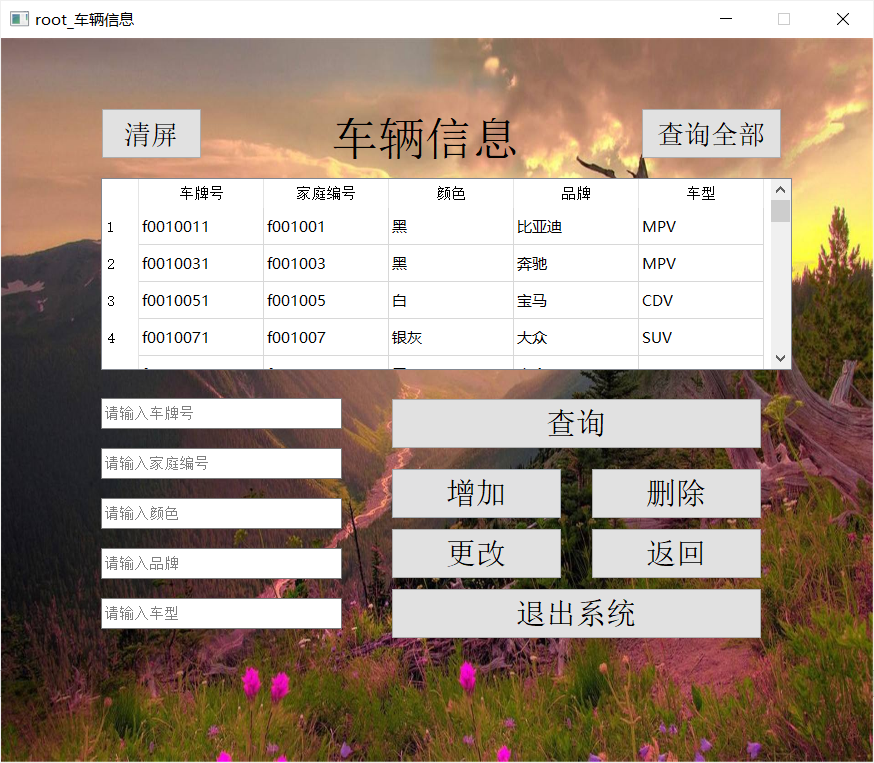 root_车辆信息
清屏 车辆信息 查询全部
车牌号 家庭编号 颜色 品牌 车型
1 f0010011 f001001 黑 比亚迪 MPV
2 f0010031 f001003 黑 奔驰 MPV
3 f0010051 f001005 白 宝马 CDV
4 f0010071 f001007 银灰 大众 SUV
请输入车牌号
查询
请输入家庭编号
增加 删除
请输入颜色
更改 返回
请输入品牌
请输入车型
退出系统